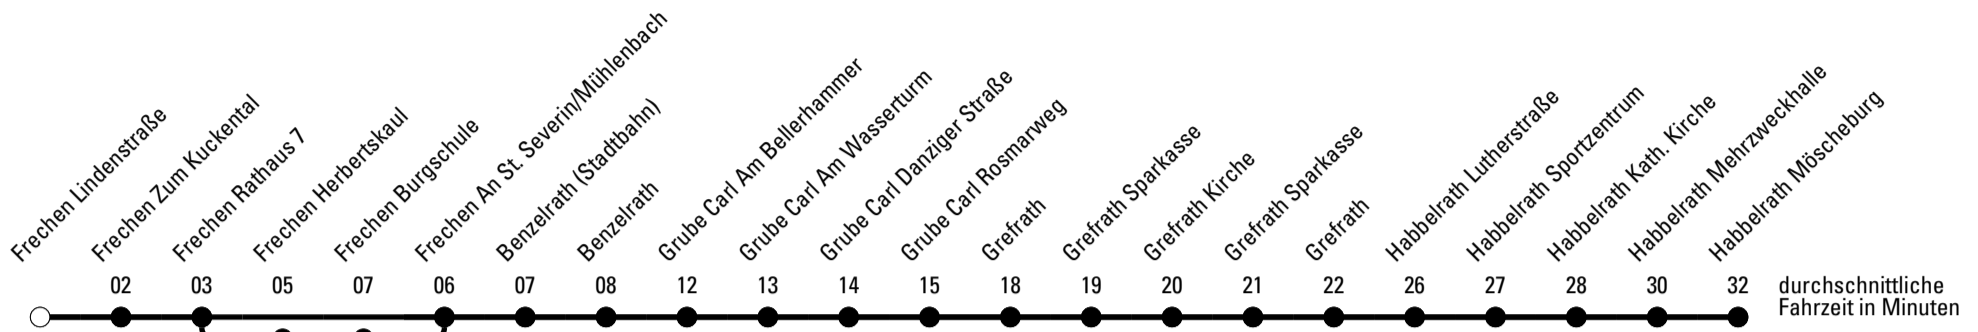 Frechen Lindenstraße
Frechen Zum Kuckental
Frechen Rathaus 7
Frechen Herbertskaul
Frechen Burgschule
Frechen An St. Severin/Mühlenbach
Benzelrath (Stadtbahn)
Benzelrath
Grube Carl Am Bellerhammer
Grube Carl Am Wasserturm
Grube Carl Danziger Straße
Grube Carl Rosmarweg
Grefrath
Grefrath Sparkasse
Grefrath Kirche
Grefrath Sparkasse
Grefrath
Habbelrath Lutherstraße
Habbelrath Sportzentrum
Habbelrath Kath. Kirche
Habbelrath Mehrzweckhalle
Habbelrath Möscheburg
02 03 05 07 06 07 08 12 13 14 15 18 19 20 21 22 26 27 28 30 32
durchschnittliche
Fahrzeit in Minuten